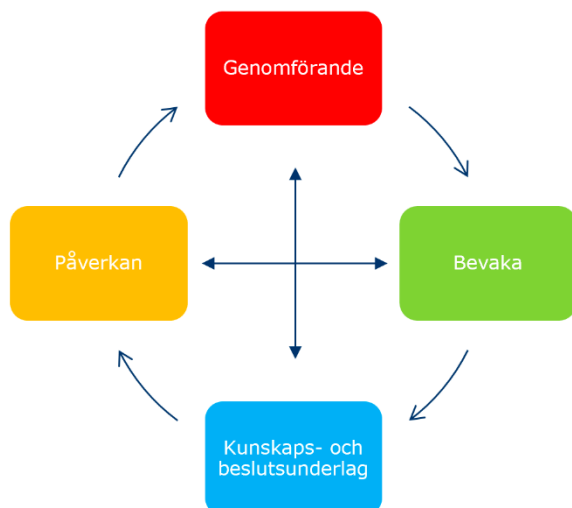 Genomförande
Påverkan
Bevaka
Kunskaps- och
beslutsunderlag